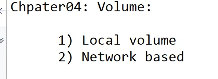 Chpater04: Volume:
1) Local volume
2) Network based